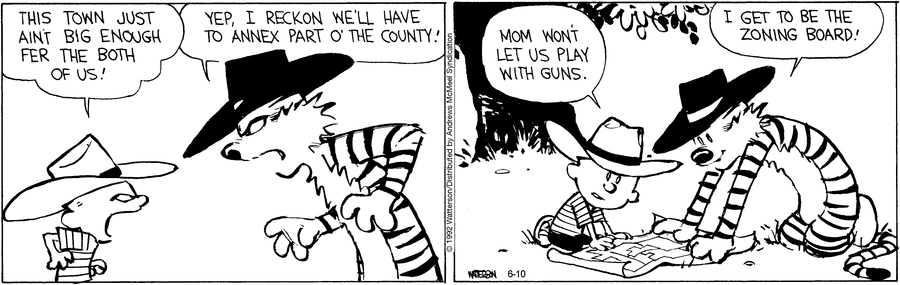 THIS TOWN JUST
AIN'T BIG ENOUGH
FER THE BOTH
OF US!
YEP, I RECKON WE'LL HAVE
TO ANNEX PART O' THE COUNTY!
© 1992 Watterson/Distributed by Andrews McMeel Syndication
MOM WON'T
LET US PLAY
WITH GUNS.
I GET TO BE THE
ZONING BOARD!
WATTERSON 6-10